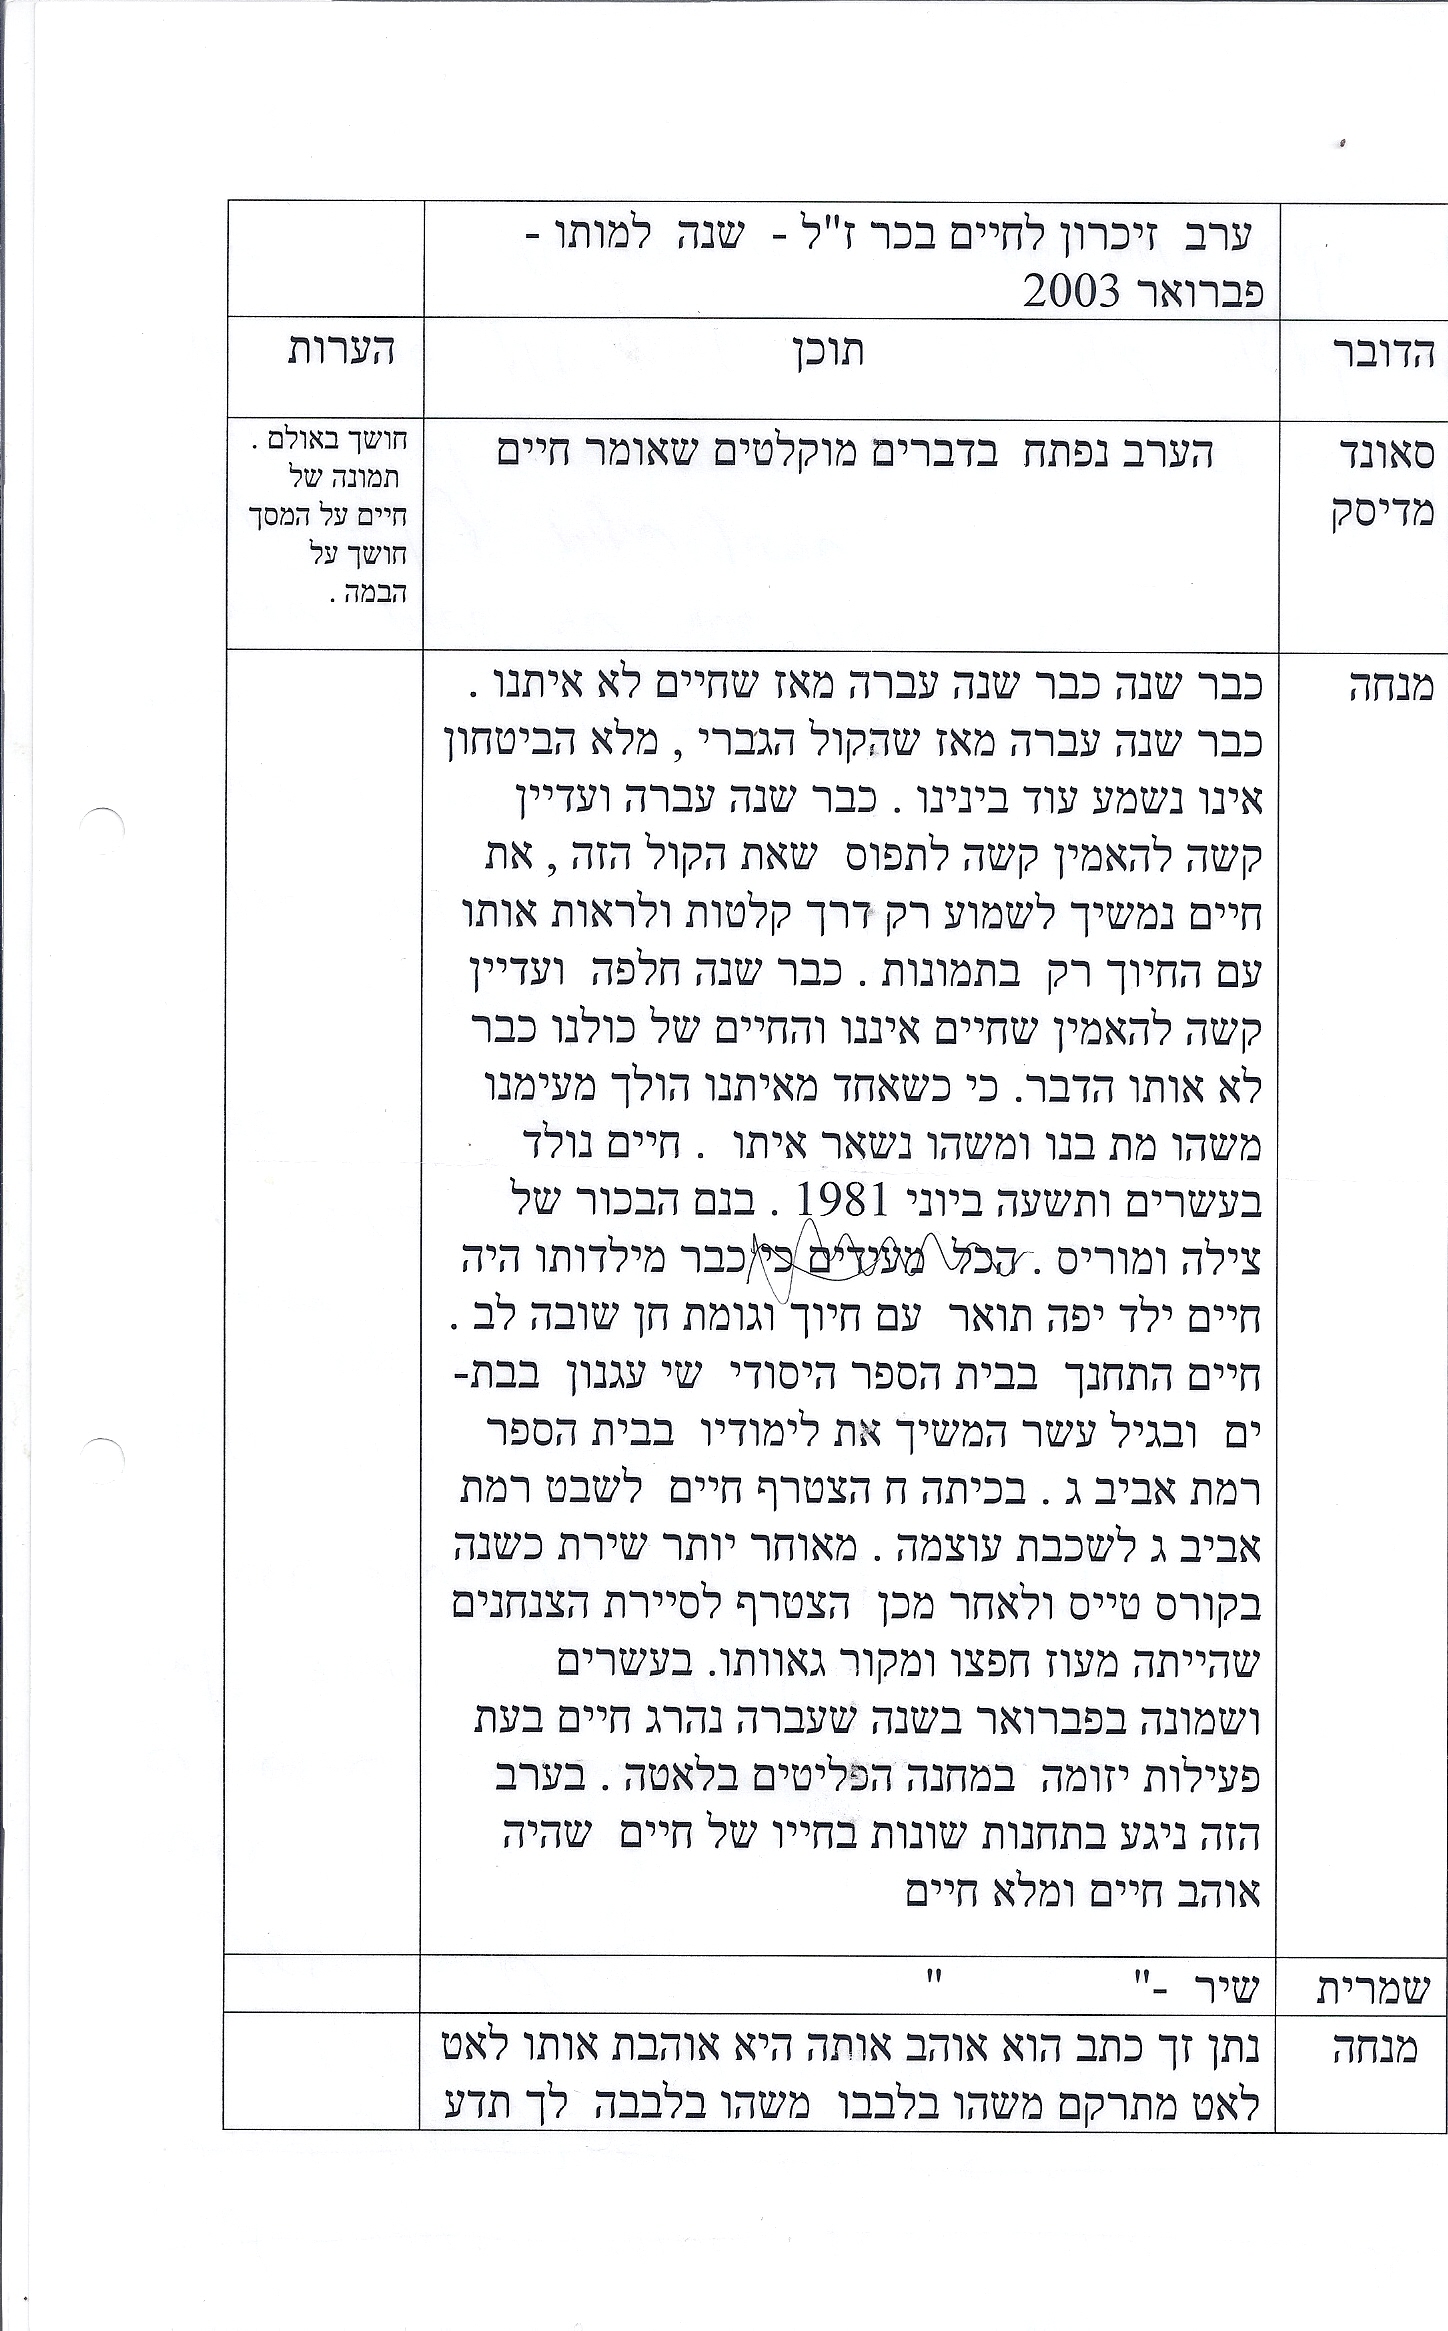 ערב זיכרון לחיים בכר ז"ל - שנה למותו -
פברואר 2003
הדובר תוכן הערות
סאונד
מדיסק
הערב נפתח בדברים מוקלטים שאומר חיים
חושך באולם .
תמונה של
חיים על המסך
חושך על
הבמה .
מנחה
כבר שנה כבר שנה עברה מאז שחיים לא איתנו .
כבר שנה עברה מאז שהקול הגברי , מלא הביטחון
אינו נשמע עוד בינינו . כבר שנה עברה ועדיין
קשה להאמין קשה לתפוס שאת הקול הזה , את
חיים נמשיך לשמוע רק דרך קלטות ולראות אותו
עם החיוך רק בתמונות . כבר שנה חלפה ועדיין
קשה להאמין שחיים איננו והחיים של כולנו כבר
לא אותו הדבר. כי כשאחד מאיתנו הולך מעימנו
משהו מת בנו ומשהו נשאר איתו . חיים נולד
בעשרים ותשעה ביוני 1981 . בנם הבכור של
צילה ומוריס . הכל מעידים כי כבר מילדותו היה
חיים ילד יפה תואר עם חיוך וגומת חן שובה לב .
חיים התחנך בבית הספר היסודי שי עגנון בבת-
ים ובגיל עשר המשיך את לימודיו בבית הספר
רמת אביב ג . בכיתה ח הצטרף חיים לשבט רמת
אביב ג לשכבת עוצמה . מאוחר יותר שירת כשנה
בקורס טייס ולאחר מכן הצטרף לסיירת הצנחנים
שהייתה מעוז חפצו ומקור גאוותו. בעשרים
ושמונה בפברואר בשנה שעברה נהרג חיים בעת
פעילות יזומה במחנה הפליטים בלאטה . בערב
הזה ניגע בתחנות שונות בחייו של חיים שהיה
אוהב חיים ומלא חיים
שמרית שיר -" "
מנחה
נתן זך כתב הוא אוהב אותה היא אוהבת אותו לאט
לאט מתרקם משהו בלבבו משהו בלבבה לך תדע